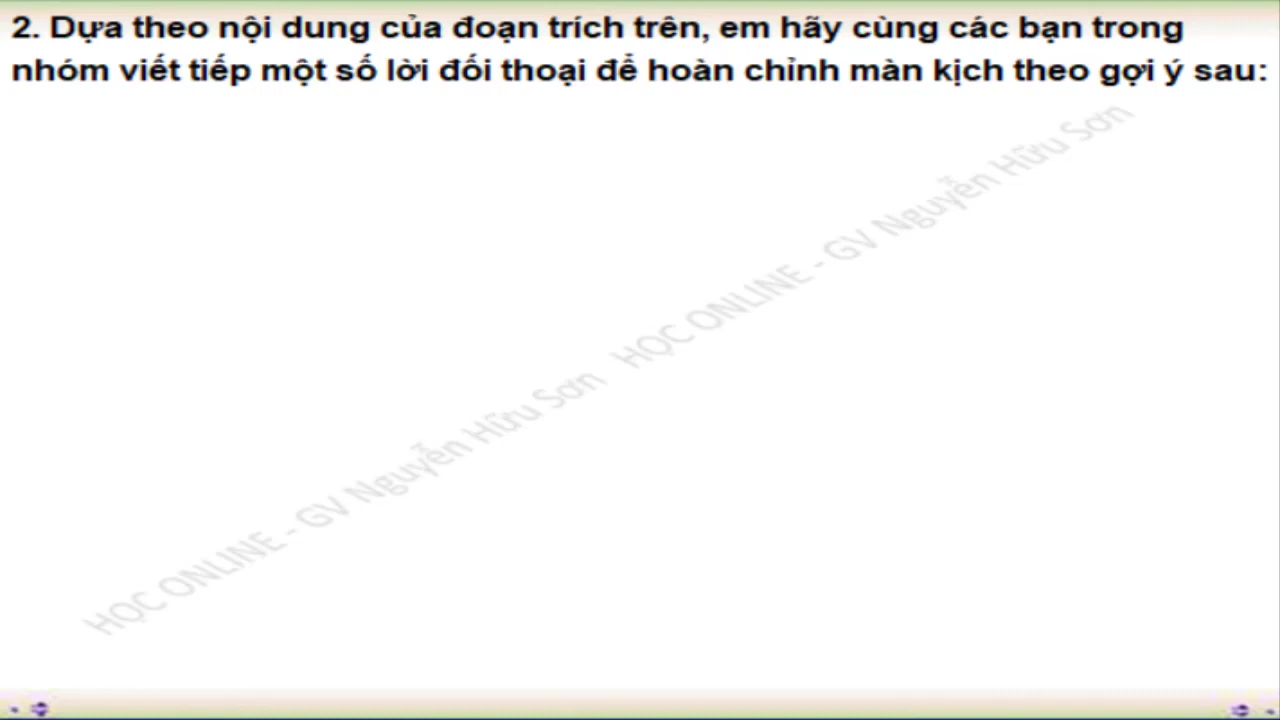 2. Dựa theo nội dung của đoạn trích trên, em hãy cùng các bạn trong
nhóm viết tiếp một số lời đối thoại để hoàn chỉnh màn kịch theo gợi ý sau:
HỌC ONLINE - GV Nguyễn Hữu Sơn
HỌC ONLINE - GV Nguyễn Hữu Sơn